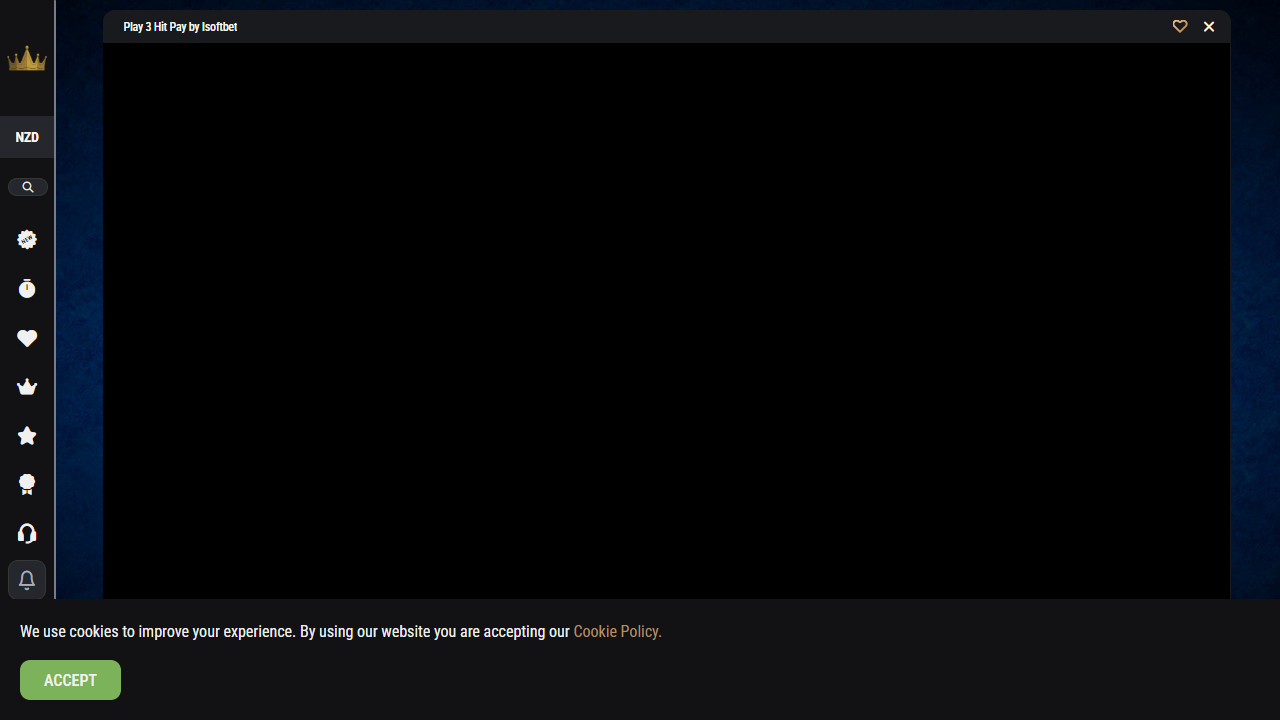 Play 3 Hit Pay by Isoftbet
NZD
NEW
We use cookies to improve your experience. By using our website you are accepting our Cookie Policy.
ACCEPT